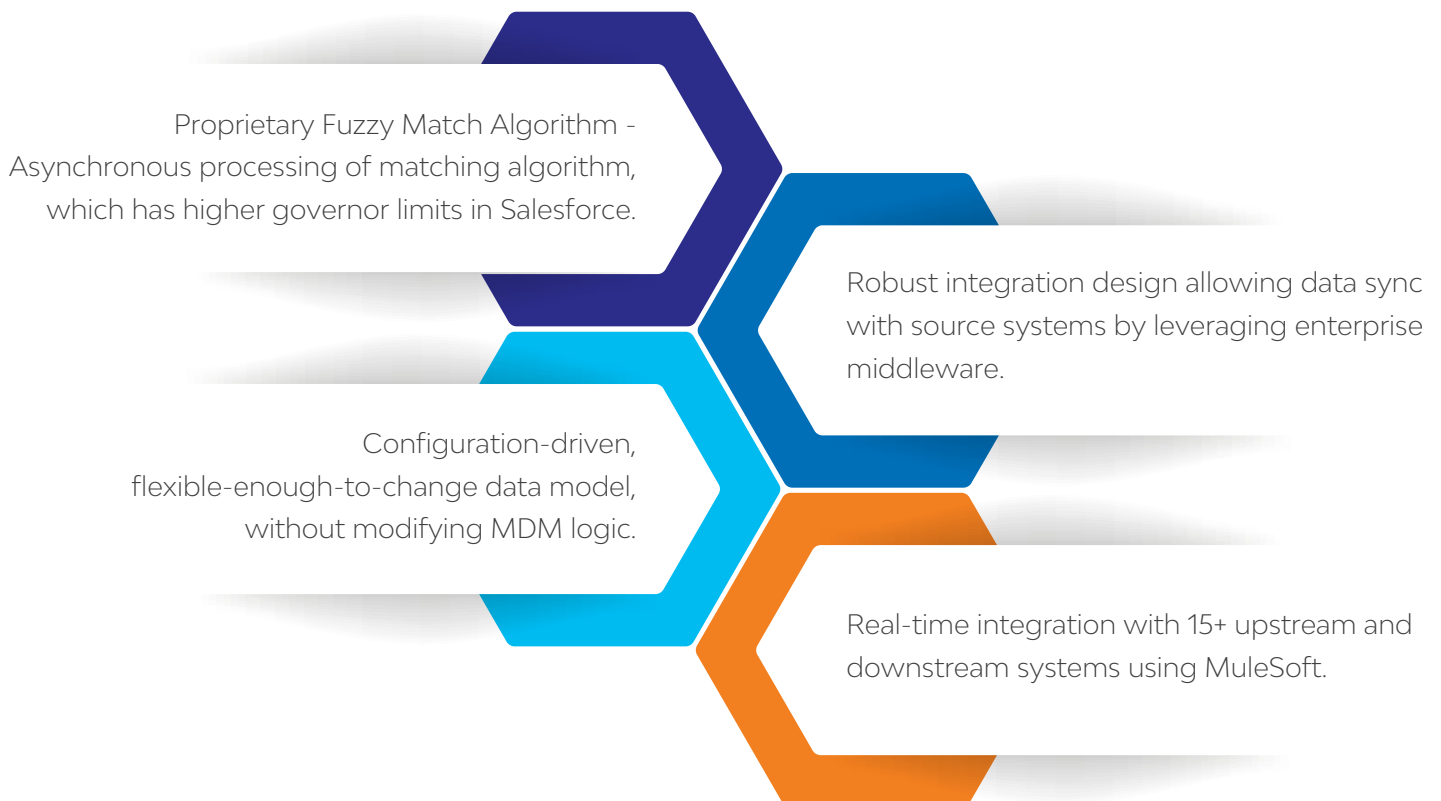 Proprietary Fuzzy Match Algorithm -
Asynchronous processing of matching algorithm,
which has higher governor limits in Salesforce.
Robust integration design allowing data sync
with source systems by leveraging enterprise
middleware.
Configuration-driven,
flexible-enough-to-change data model,
without modifying MDM logic.
Real-time integration with 15+ upstream and
downstream systems using MuleSoft.